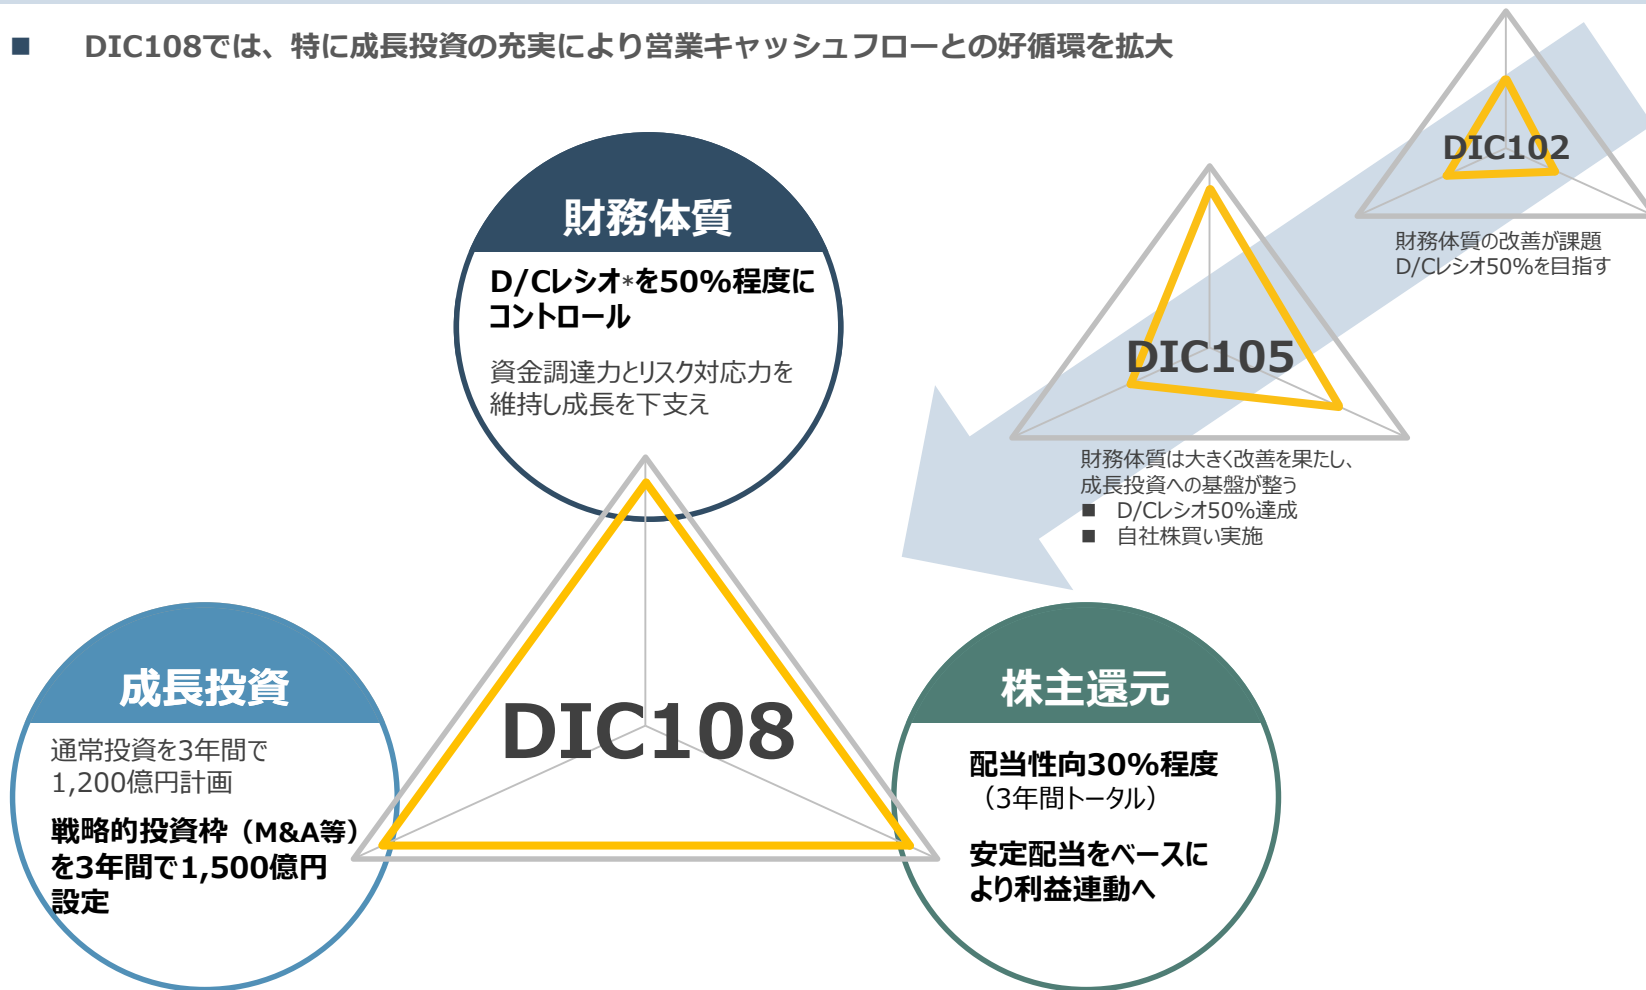 ■ DIC108では、特に成長投資の充実により営業キャッシュフローとの好循環を拡大
DIC102
財務体質の改善が課題
D/Cレシオ50%を目指す
DIC105
財務体質は大きく改善を果たし、
成長投資への基盤が整う
■ D/Cレシオ50%達成
■ 自社株買い実施
財務体質
D/Cレシオ*を50%程度に
コントロール
資金調達力とリスク対応力を
維持し成長を下支え
DIC108
成長投資
通常投資を3年間で
1,200億円計画
戦略的投資枠（M&A等）
を3年間で1,500億円
設定
株主還元
配当性向30%程度
（3年間トータル）
安定配当をベースに
より利益連動へ